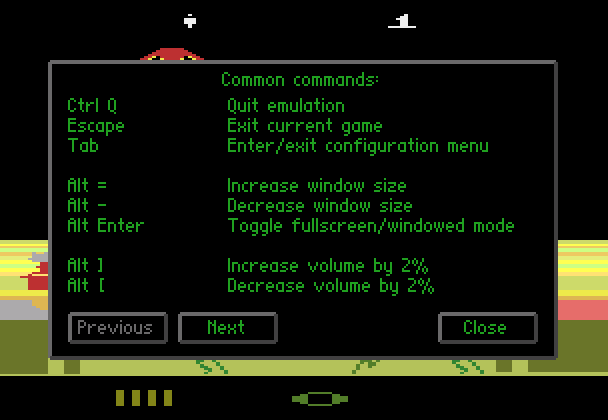 1
Common commands:
Ctrl Q Quit emulation
Escape Exit current game
Tab Enter/exit configuration menu
Alt = Increase window size
Alt - Decrease window size
Alt Enter Toggle fullscreen/windowed mode
Alt ] Increase volume by 2%
Alt [ Decrease volume by 2%
Previous Next Close